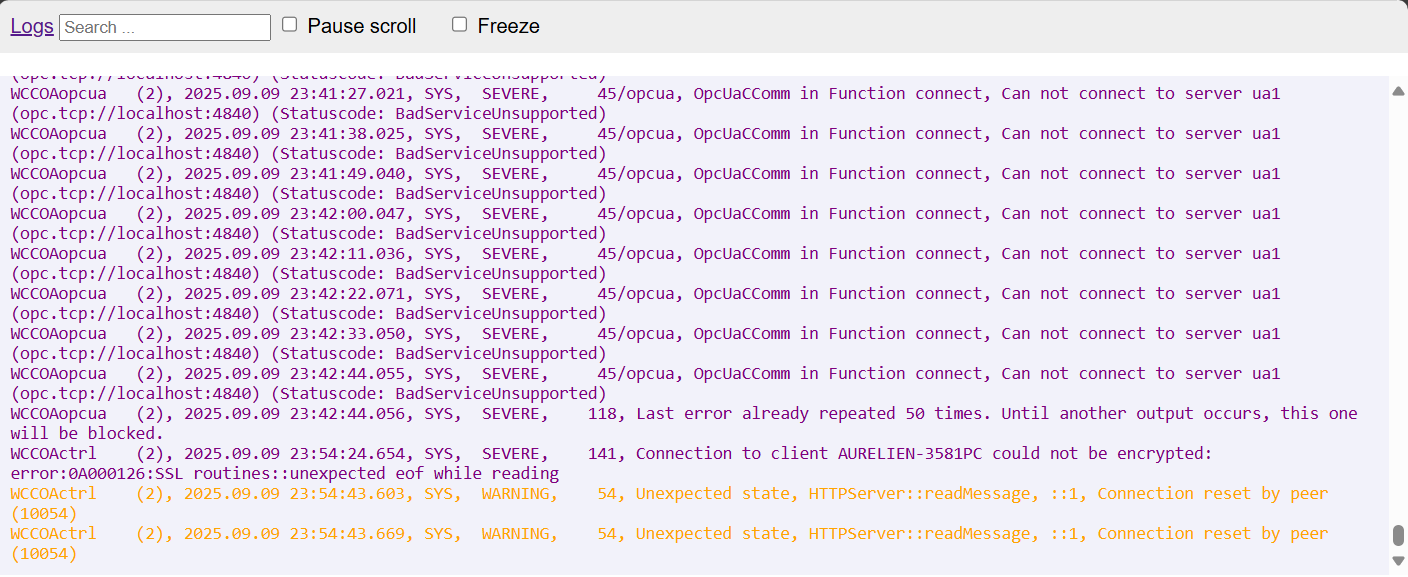 Logs Search ... Pause scroll Freeze
(opc.tcp://localhost:4840) (Statuscode: BadServiceUnsupported)
WCCOAopcua   (2), 2025.09.09 23:41:27.021, SYS,  SEVERE,     45/opcua, OpcUaCComm in Function connect, Can not connect to server ua1
(opc.tcp://localhost:4840) (Statuscode: BadServiceUnsupported)
WCCOAopcua   (2), 2025.09.09 23:41:38.025, SYS,  SEVERE,     45/opcua, OpcUaCComm in Function connect, Can not connect to server ua1
(opc.tcp://localhost:4840) (Statuscode: BadServiceUnsupported)
WCCOAopcua   (2), 2025.09.09 23:41:49.040, SYS,  SEVERE,     45/opcua, OpcUaCComm in Function connect, Can not connect to server ua1
(opc.tcp://localhost:4840) (Statuscode: BadServiceUnsupported)
WCCOAopcua   (2), 2025.09.09 23:42:00.047, SYS,  SEVERE,     45/opcua, OpcUaCComm in Function connect, Can not connect to server ua1
(opc.tcp://localhost:4840) (Statuscode: BadServiceUnsupported)
WCCOAopcua   (2), 2025.09.09 23:42:11.036, SYS,  SEVERE,     45/opcua, OpcUaCComm in Function connect, Can not connect to server ua1
(opc.tcp://localhost:4840) (Statuscode: BadServiceUnsupported)
WCCOAopcua   (2), 2025.09.09 23:42:22.071, SYS,  SEVERE,     45/opcua, OpcUaCComm in Function connect, Can not connect to server ua1
(opc.tcp://localhost:4840) (Statuscode: BadServiceUnsupported)
WCCOAopcua   (2), 2025.09.09 23:42:33.050, SYS,  SEVERE,     45/opcua, OpcUaCComm in Function connect, Can not connect to server ua1
(opc.tcp://localhost:4840) (Statuscode: BadServiceUnsupported)
WCCOAopcua   (2), 2025.09.09 23:42:44.055, SYS,  SEVERE,     45/opcua, OpcUaCComm in Function connect, Can not connect to server ua1
(opc.tcp://localhost:4840) (Statuscode: BadServiceUnsupported)
WCCOAopcua   (2), 2025.09.09 23:42:44.056, SYS,  SEVERE,    118, Last error already repeated 50 times. Until another output occurs, this one
will be blocked.
WCCOActrl    (2), 2025.09.09 23:54:24.654, SYS,  SEVERE,    141, Connection to client AURELIEN-3581PC could not be encrypted:
error:0A000126:SSL routines::unexpected eof while reading
WCCOActrl    (2), 2025.09.09 23:54:43.603, SYS,  WARNING,    54, Unexpected state, HTTPServer::readMessage, ::1, Connection reset by peer
(10054)
WCCOActrl    (2), 2025.09.09 23:54:43.669, SYS,  WARNING,    54, Unexpected state, HTTPServer::readMessage, ::1, Connection reset by peer
(10054)